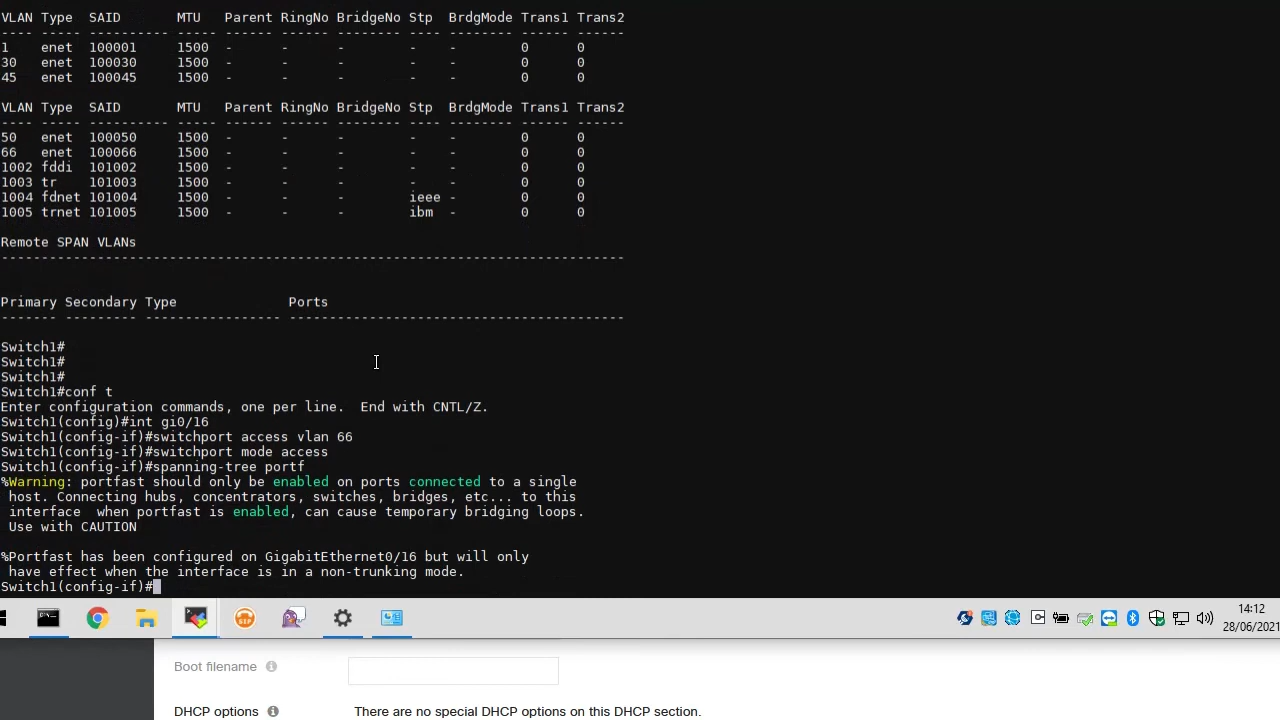 VLAN Type  SAID       MTU   Parent RingNo BridgeNo Stp  BrdgMode Trans1 Trans2
---- ----- ---------- ----- ------ ------ -------- ---- -------- ------ ------
1    enet  100001     1500  -      -      -        -    -        0      0
30   enet  100030     1500  -      -      -        -    -        0      0
45   enet  100045     1500  -      -      -        -    -        0      0
VLAN Type  SAID       MTU   Parent RingNo BridgeNo Stp  BrdgMode Trans1 Trans2
---- ----- ---------- ----- ------ ------ -------- ---- -------- ------ ------
50   enet  100050     1500  -      -      -        -    -        0      0
66   enet  100066     1500  -      -      -        -    -        0      0
1002 fddi  101002     1500  -      -      -        -    -        0      0
1003 tr    101003     1500  -      -      -        -    -        0      0
1004 fdnet 101004     1500  -      -      -        ieee -        0      0
1005 trnet 101005     1500  -      -      -        ibm  -        0      0
Remote SPAN VLANs
------------------------------------------------------------------------------
Primary Secondary Type              Ports
------- --------- ----------------- ------------------------------------------
Switch1#
Switch1#
Switch1#
Switch1#conf t
Enter configuration commands, one per line.  End with CNTL/Z.
Switch1(config)#int gi0/16
Switch1(config-if)#switchport access vlan 66
Switch1(config-if)#switchport mode access
Switch1(config-if)#spanning-tree portf
%Warning: portfast should only be enabled on ports connected to a single
host. Connecting hubs, concentrators, switches, bridges, etc... to this
interface  when portfast is enabled, can cause temporary bridging loops.
Use with CAUTION
%Portfast has been configured on GigabitEthernet0/16 but will only
have effect when the interface is in a non-trunking mode.
Switch1(config-if)#
SIP
14:12
28/06/2021
Boot filename
DHCP options
There are no special DHCP options on this DHCP section.